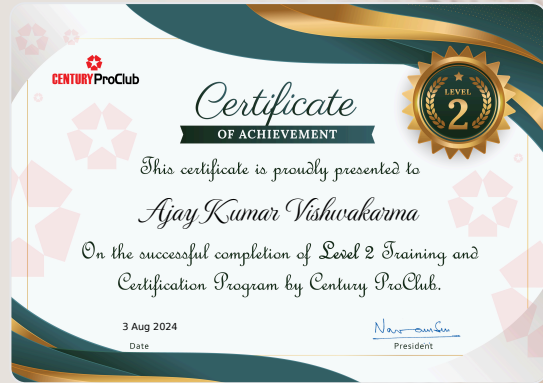 CENTURY ProClub
Certificate
OF ACHIEVEMENT
LEVEL
2
This certificate is proudly presented to
Ajay Kumar Vishwakarma
On the successful completion of Level 2 Training and
Certification Program by Century ProClub.
3 Aug 2024
Date
President